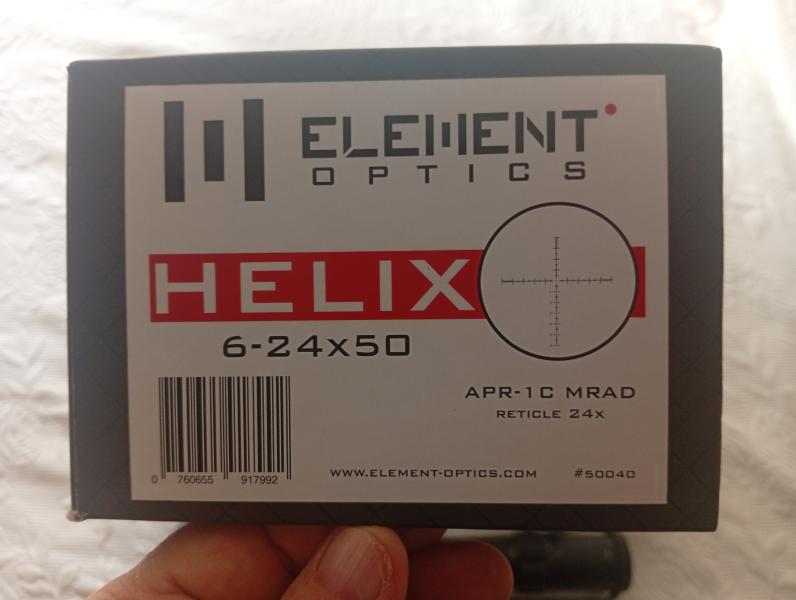 ELEMENT
OPTICS
HELIX
6-24x50
APR-1C MRAD
RETICLE 24x
0 760655 917992
WWW.ELEMENT-OPTICS.COM #50040